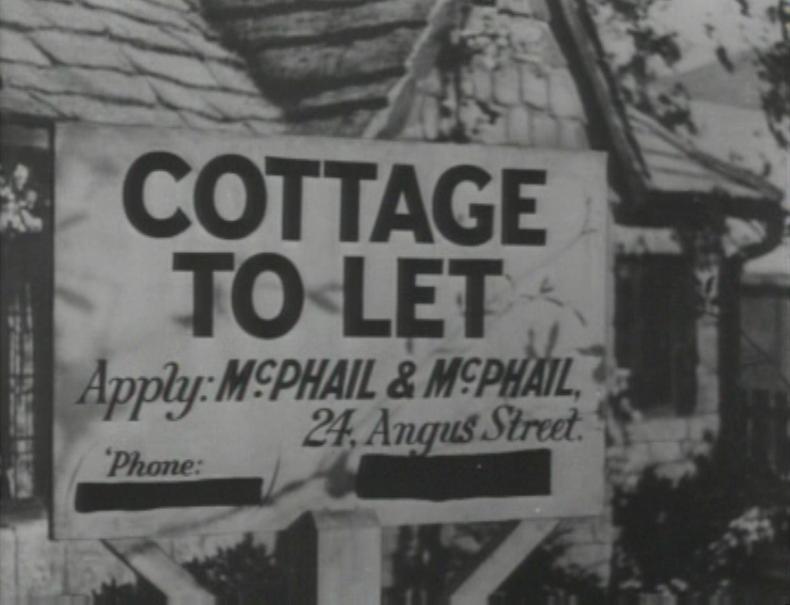 COTTAGE
TO LET
Apply: McPHAIL & McPHAIL,
24, Angus Street.
'Phone: